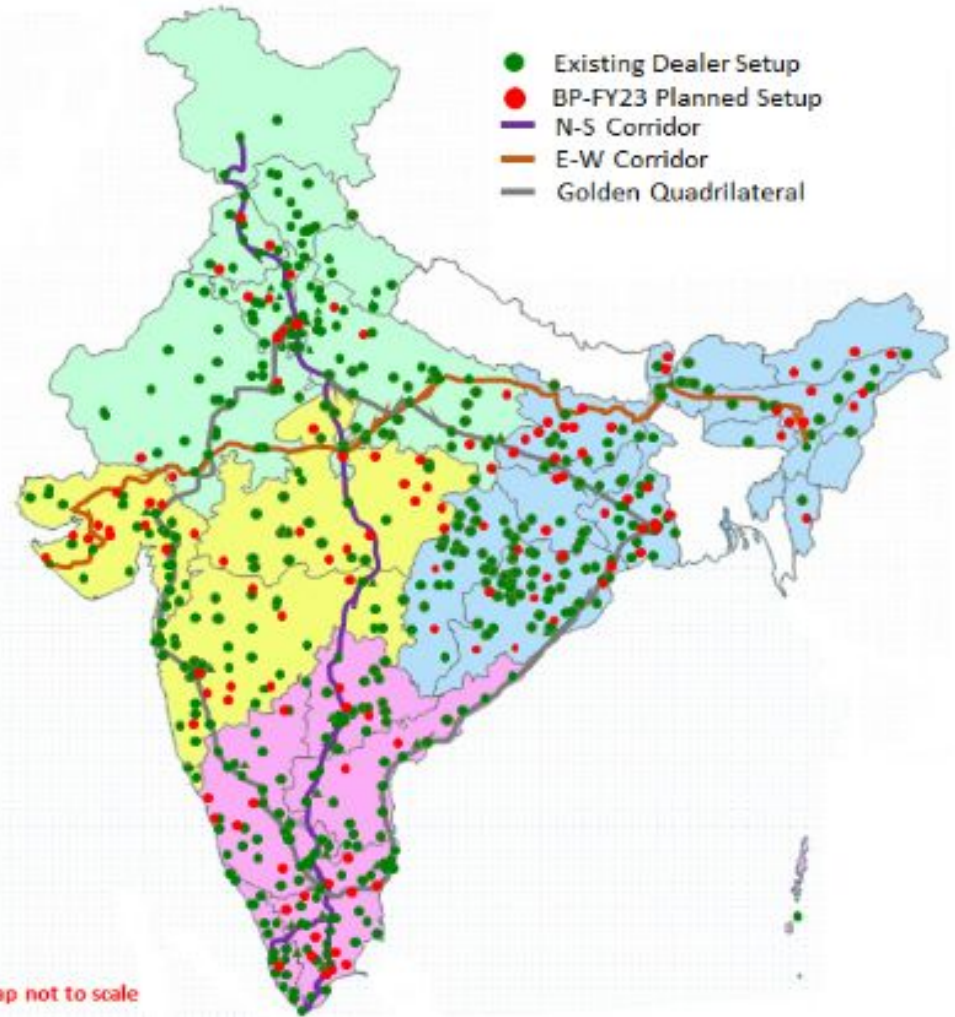 Existing Dealer Setup
BP-FY23 Planned Setup
N-S Corridor
E-W Corridor
Golden Quadrilateral
not to scale